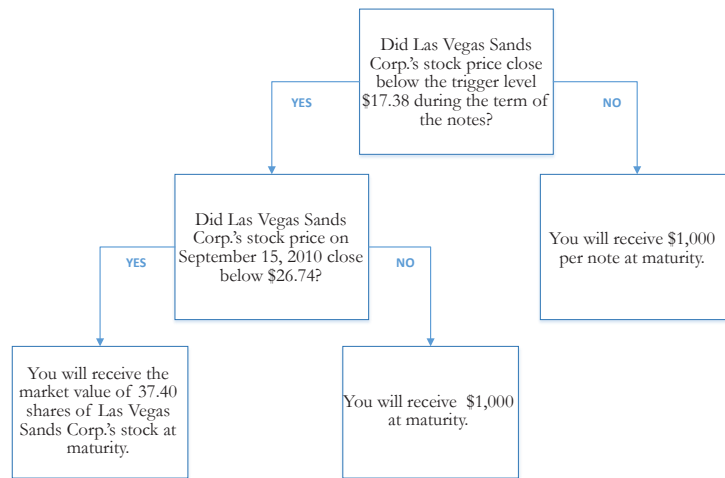 Did Las Vegas Sands
Corp.'s stock price close
below the trigger level
$17.38 during the term of
the notes?
YES
NO
Did Las Vegas Sands
Corp.'s stock price on
September 15, 2010 close
below $26.74?
You will receive $1,000
per note at maturity.
YES
NO
You will receive the
market value of 37.40
shares of Las Vegas
Sands Corp.'s stock at
maturity.
You will receive $1,000
at maturity.